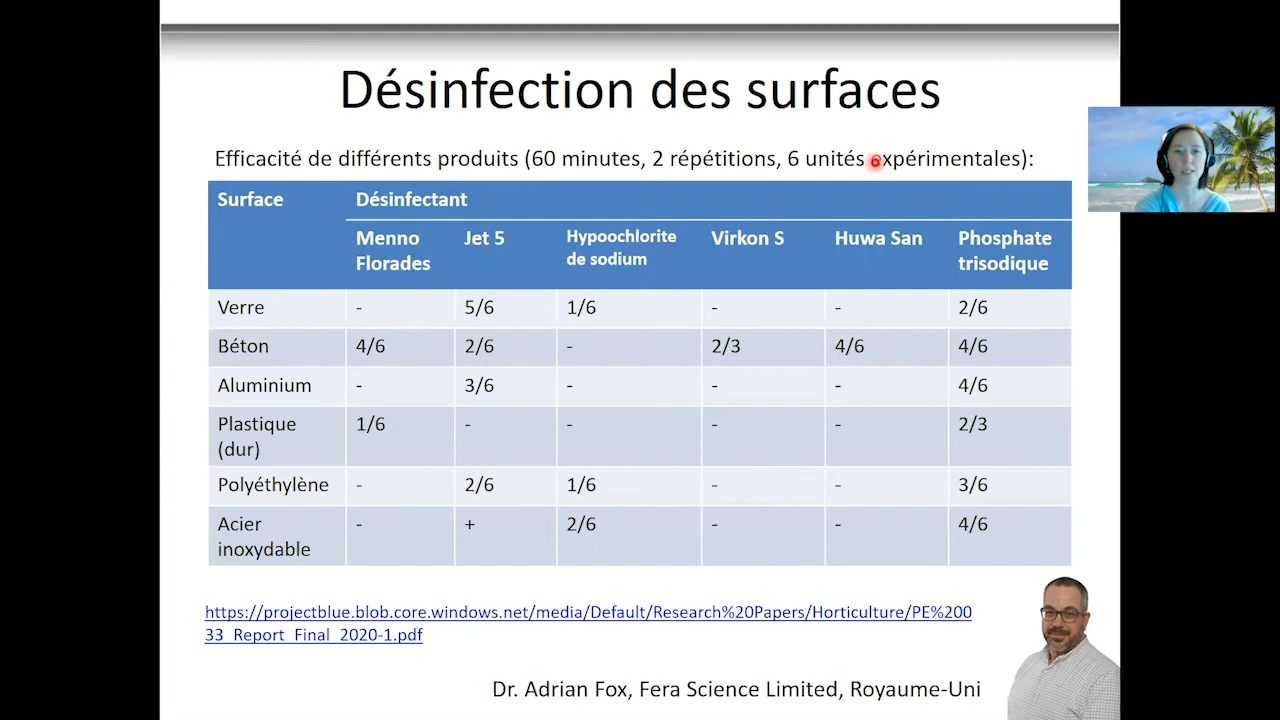 Désinfection des surfaces
Efficacité de différents produits (60 minutes, 2 répétitions, 6 unités expérimentales):
Surface Désinfectant
Menno Florades Jet 5 Hypoochlorite de sodium Virkon S Huwa San Phosphate trisodique
Verre - 5/6 1/6 - - 2/6
Béton 4/6 2/6 - 2/3 4/6 4/6
Aluminium - 3/6 - - - 4/6
Plastique (dur) 1/6 - - - - 2/3
Polyéthylène - 2/6 1/6 - - 3/6
Acier inoxydable - + 2/6 - - 4/6
https://projectblue.blob.core.windows.net/media/Default/Research%20Papers/Horticulture/PE%200
33_Report_Final_2020-1.pdf
Dr. Adrian Fox, Fera Science Limited, Royaume-Uni